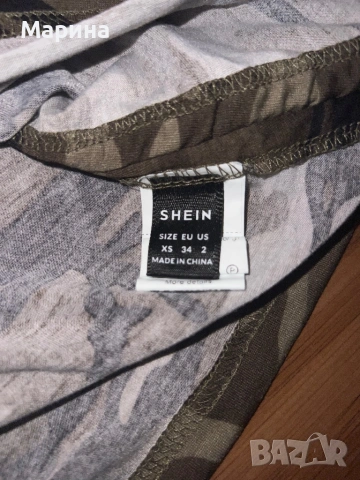 Марина
SHEIN
SIZE EU US
XS 34 2
MADE IN CHINA
BAZAR